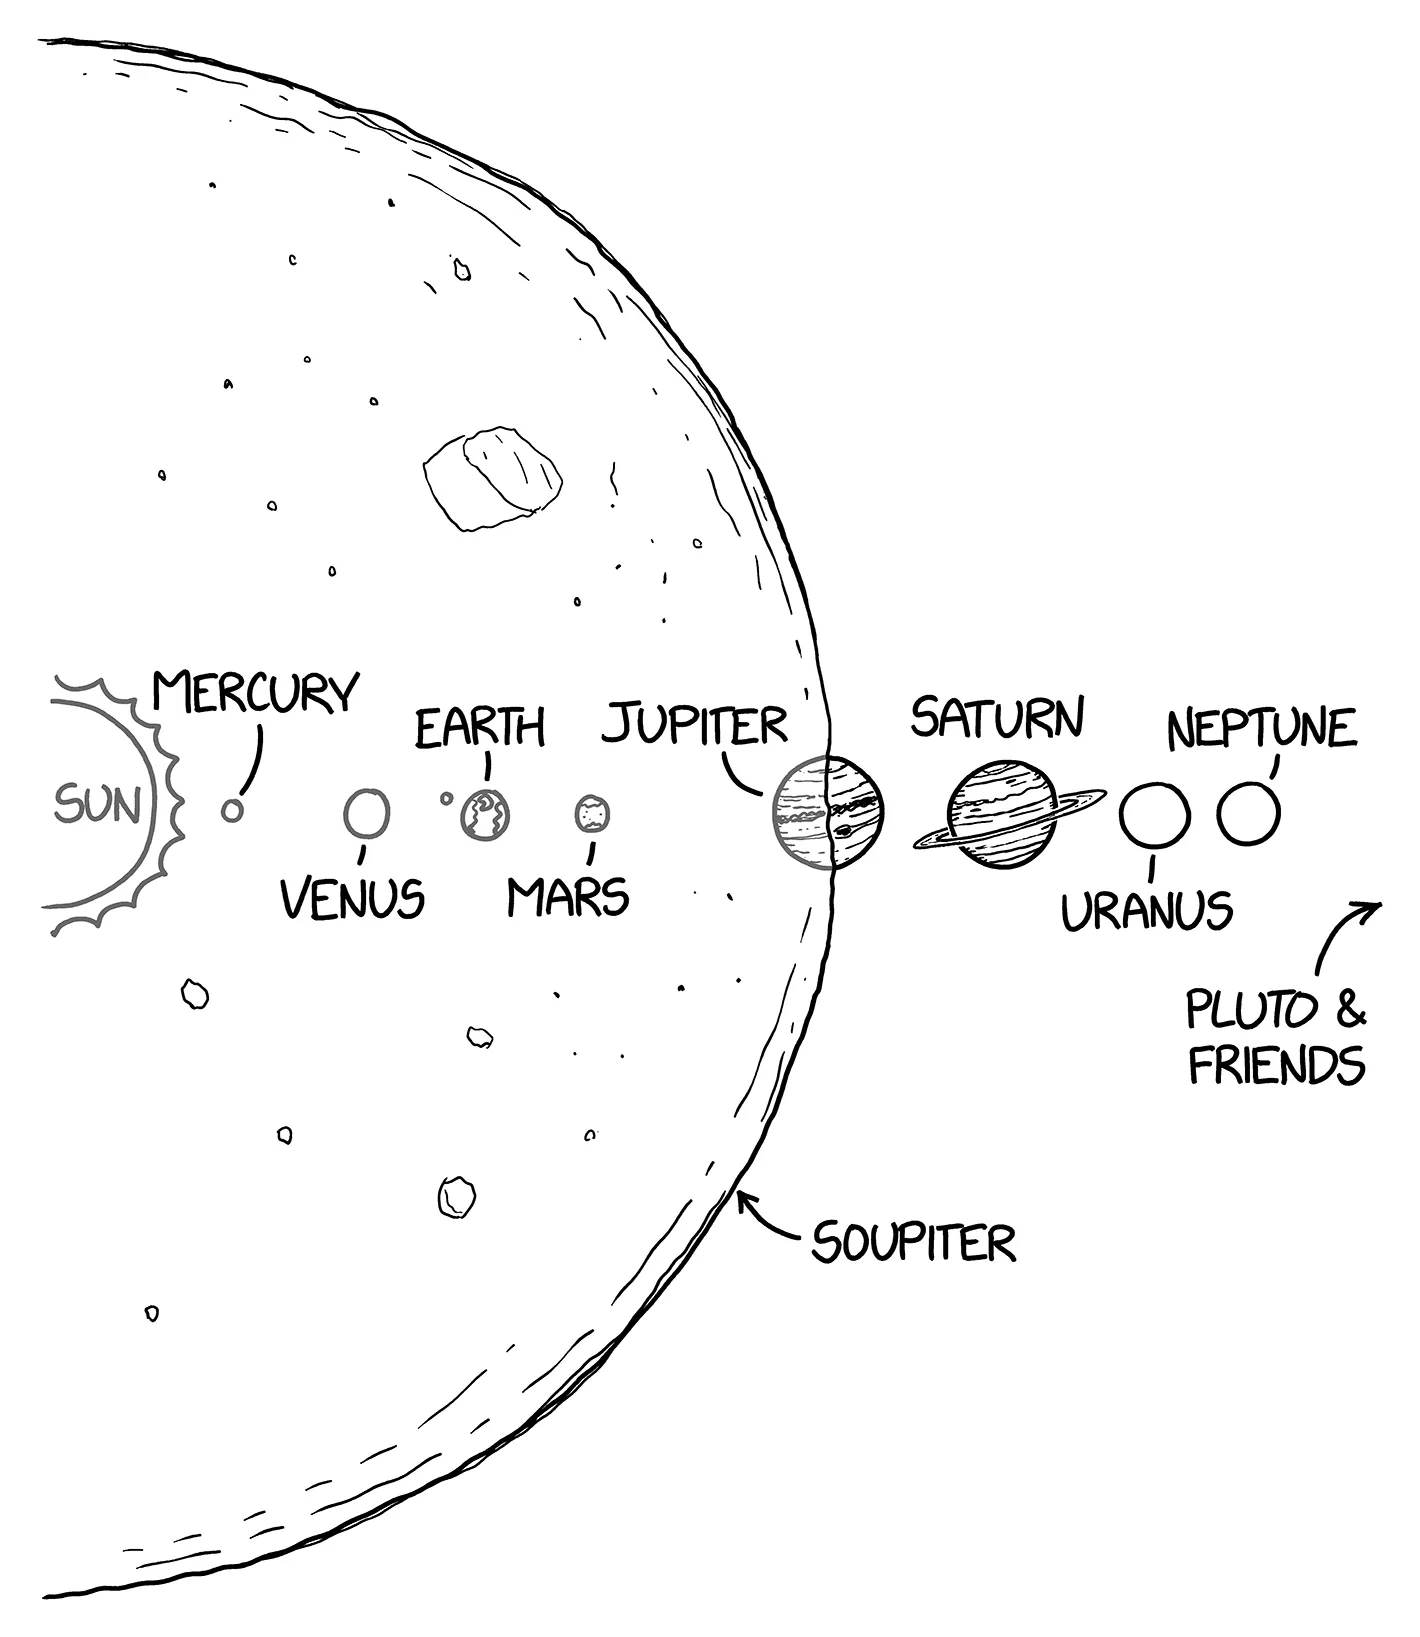 MERCURY
EARTH
JUPITER
SATURN
NEPTUNE
SUN
VENUS
MARS
URANUS
PLUTO &
FRIENDS
SOUPITER